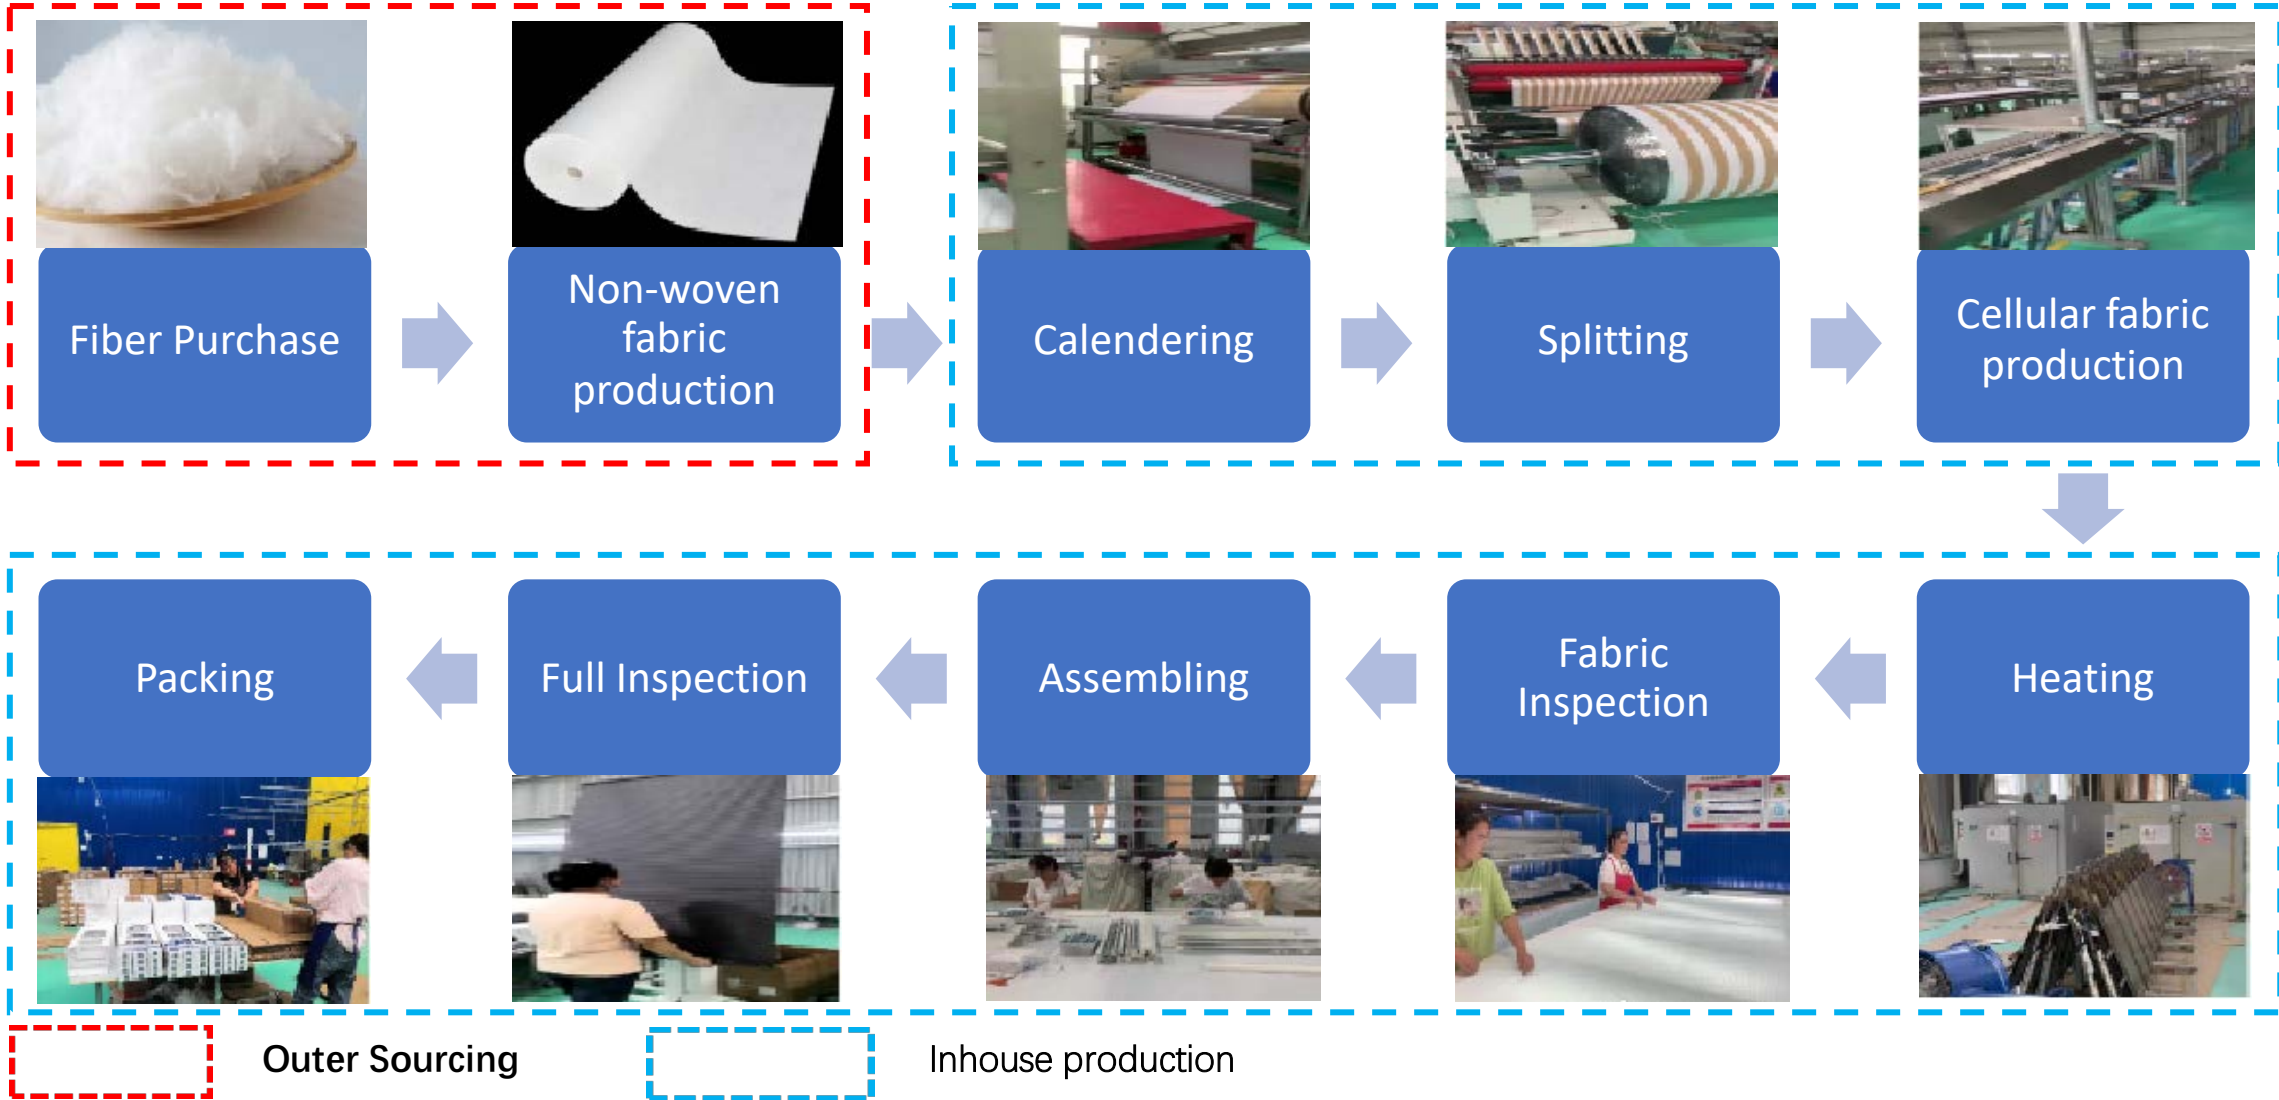 Fiber Purchase
Non-woven
fabric
production
Calendering
Splitting
Cellular fabric
production
Packing
Full Inspection
Assembling
Fabric
Inspection
Heating
Outer Sourcing
Inhouse production